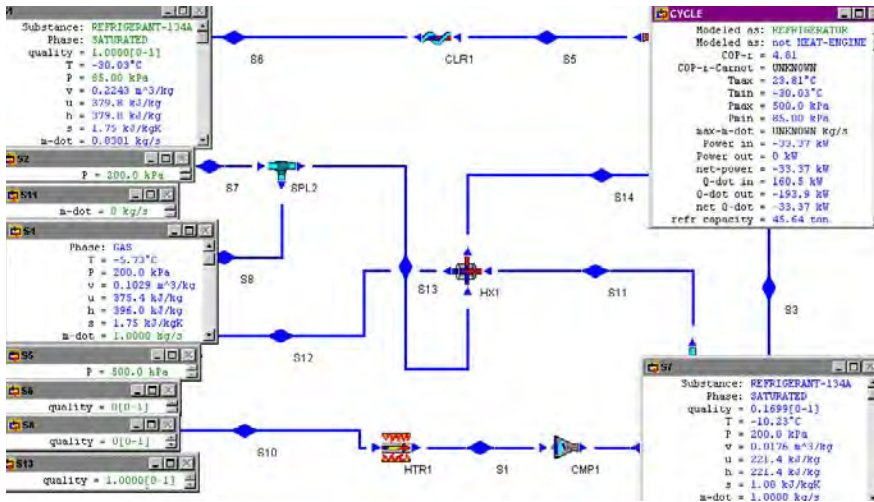 Substance: REFRIGERANT-134A
Phase: SATURATED
quality = 1.0000[0-1]
T = -30.03°C
P = 85.00 kPa
v = 0.2243 m^3/kg
u = 379.8 kJ/kg
h = 379.8 kJ/kg
s = 1.75 kJ/kgK
m-dot = 0.8301 kg/s
S2
P = 200.0 kPa
S11
m-dot = 0 kg/s
S4
Phase: GAS
T = -5.73°C
P = 200.0 kPa
v = 0.1029 m^3/kg
u = 375.4 kJ/kg
h = 396.0 kJ/kg
s = 1.75 kJ/kgK
m-dot = 1.0000 kg/s
S5
P = 500.0 kPa
S6
quality = 0[0-1]
S8
quality = 0[0-1]
S13
quality = 1.0000[0-1]
S6
CLR1
S5
S7
SPL2
S8
S14
S13
HX1
S11
S12
S3
S10
HTR1
S1
CMP1
CYCLE
Modeled as: REFRIGERATOR
Modeled as: not HEAT-ENGINE
COP-r = 4.81
COP-r-Carnot = UNKNOWN
Tmax = 23.81°C
Tmin = -30.03°C
Pmax = 500.0 kPa
Pmin = 85.00 kPa
max-m-dot = UNKNOWN kg/s
Power in = -33.37 kW
Power out = 0 kW
net-power = -33.37 kW
Q-dot in = 160.5 kW
Q-dot out = -193.9 kW
net Q-dot = -33.37 kW
refr capacity = 45.64 ton
S7
Substance: REFRIGERANT-134A
Phase: SATURATED
quality = 0.1699[0-1]
T = -10.23°C
P = 200.0 kPa
v = 0.0176 m^3/kg
u = 221.4 kJ/kg
h = 221.4 kJ/kg
s = 1.08 kJ/kgK
m-dot = 1.0000 kg/s